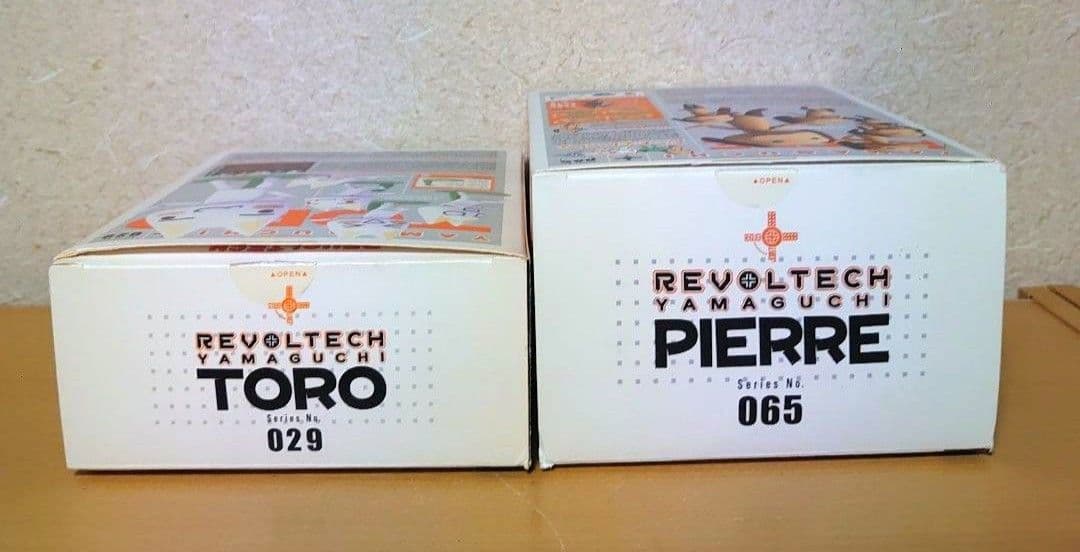 ▲OPEN▲
REVOLTECH
YAMAGUCHI
TORO
Series No.
029
▲OPEN▲
REVOLTECH
YAMAGUCHI
PIERRE
Series No.
065